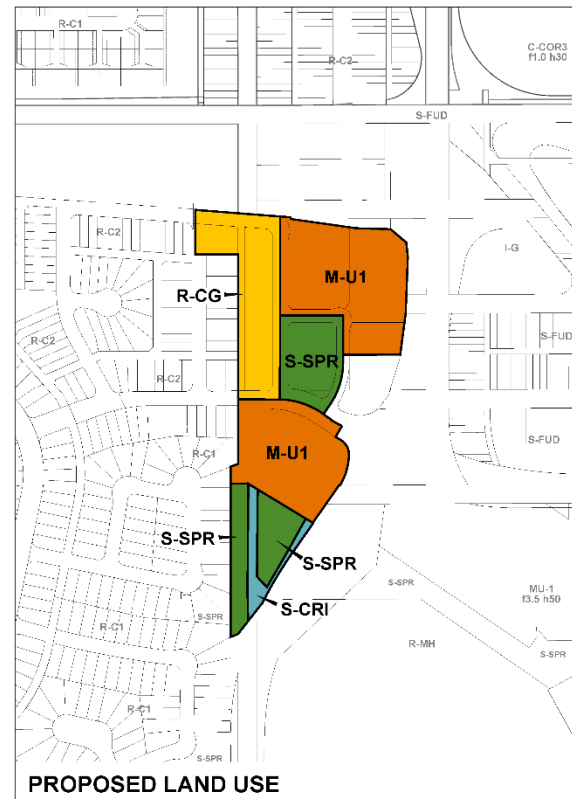 R-C1
R-C2
C-COR3
f1.0 h30
S-FUD
R-C2
I-G
M-U1
R-CG
S-FUD
R-C2
S-SPR
R-C2
S-FUD
M-U1
R-C1
S-SPR
S-SPR
S-SPR
S-CRI
MU-1
f3.5 h50
S-SPR
R-C1
R-MH
S-SPR
S-SPR
PROPOSED LAND USE